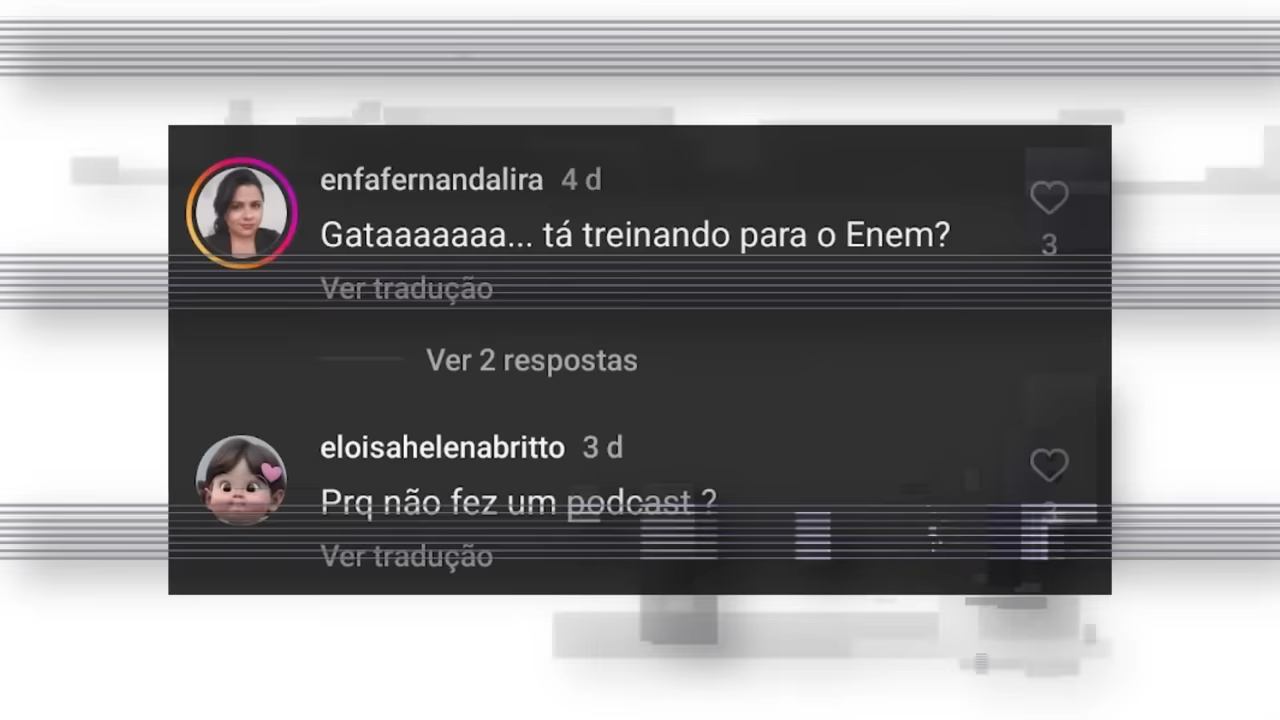 enfafernandalira 4 d
Gataaaaaaa... tá treinando para o Enem?
3
Ver tradução
Ver 2 respostas
eloisahelenabritto 3 d
Prq não fez um podcast ?
Ver tradução